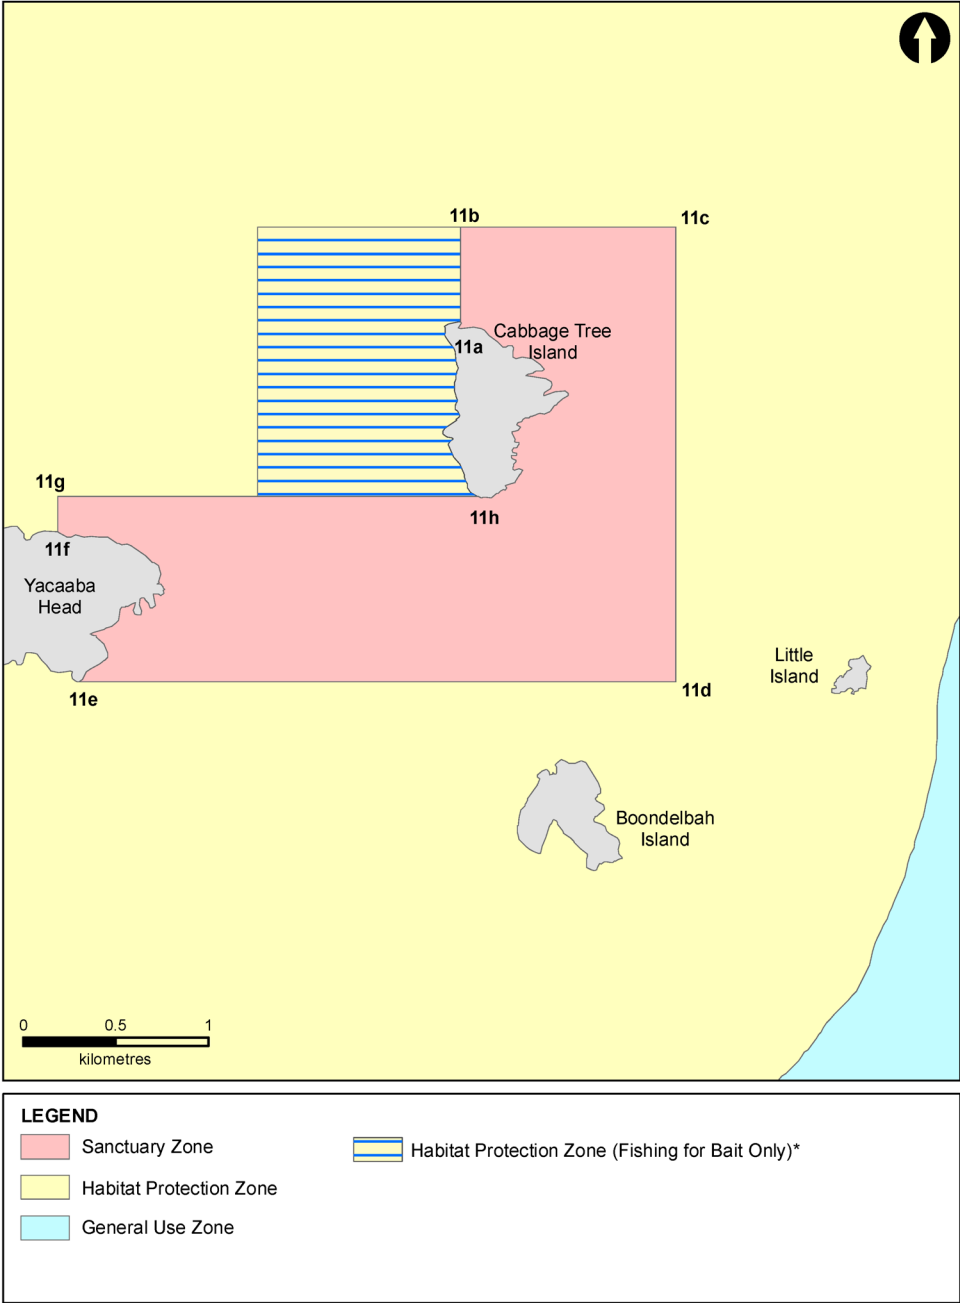 11b
11c
Cabbage Tree
Island
11a
11g
11h
11f
Yacaaba
Head
Little
Island
11e
11d
Boondelbah
Island
0 0.5 1
kilometres
LEGEND
Sanctuary Zone
Habitat Protection Zone (Fishing for Bait Only)*
Habitat Protection Zone
General Use Zone